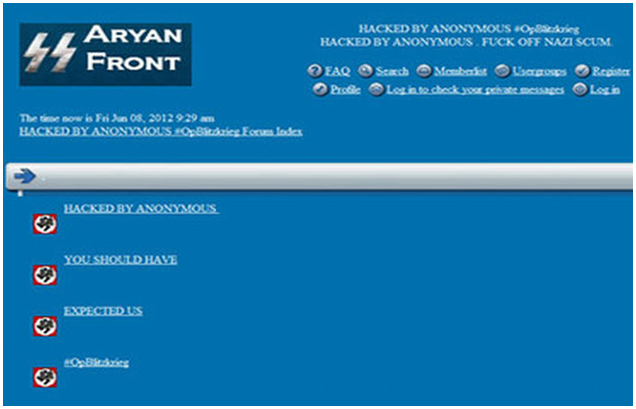 ARYAN
FRONT
HACKED BY ANONYMOUS #OpBlitzkrieg
HACKED BY ANONYMOUS . FUCK OFF NAZI SCUM.
FAQ Search Memberlist Usergroups Register
Profile Log in to check your private messages Log in
The time now is Fri Jun 08, 2012 9:29 am
HACKED BY ANONYMOUS #OpBlitzkrieg Forum Index
HACKED BY ANONYMOUS
YOU SHOULD HAVE
EXPECTED US
#OpBlitzkrieg